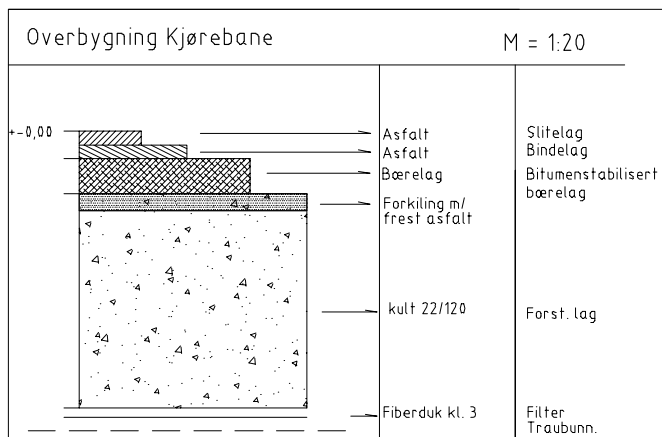 Overbygning Kjørebane
M = 1:20
+-0,00
Asfalt
Slitelag
Asfalt
Bindelag
Bærelag
Bitumenstabilisert
bærelag
Forkiling m/
frest asfalt
kult 22/120
Forst. lag
Fiberduk kl. 3
Filter
Traubunn.